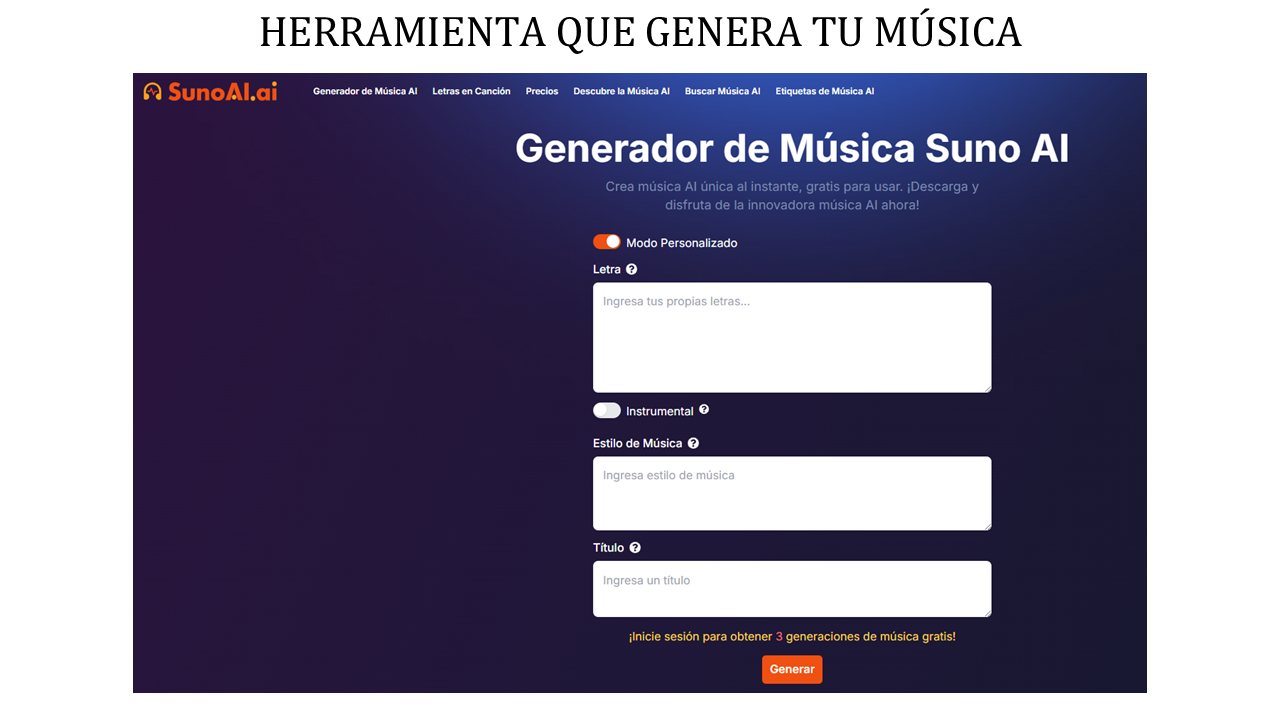 HERRAMIENTA QUE GENERA TU MÚSICA
SunoAI.ai
Generador de Música AI Letras en Canción Precios Descubre la Música AI Buscar Música AI Etiquetas de Música AI
Generador de Música Suno AI
Crea música AI única al instante, gratis para usar. ¡Descarga y
disfruta de la innovadora música AI ahora!
Modo Personalizado
Letra ?
Ingresa tus propias letras...
Instrumental ?
Estilo de Música ?
Ingresa estilo de música
Título ?
Ingresa un título
¡Inicie sesión para obtener 3 generaciones de música gratis!
Generar